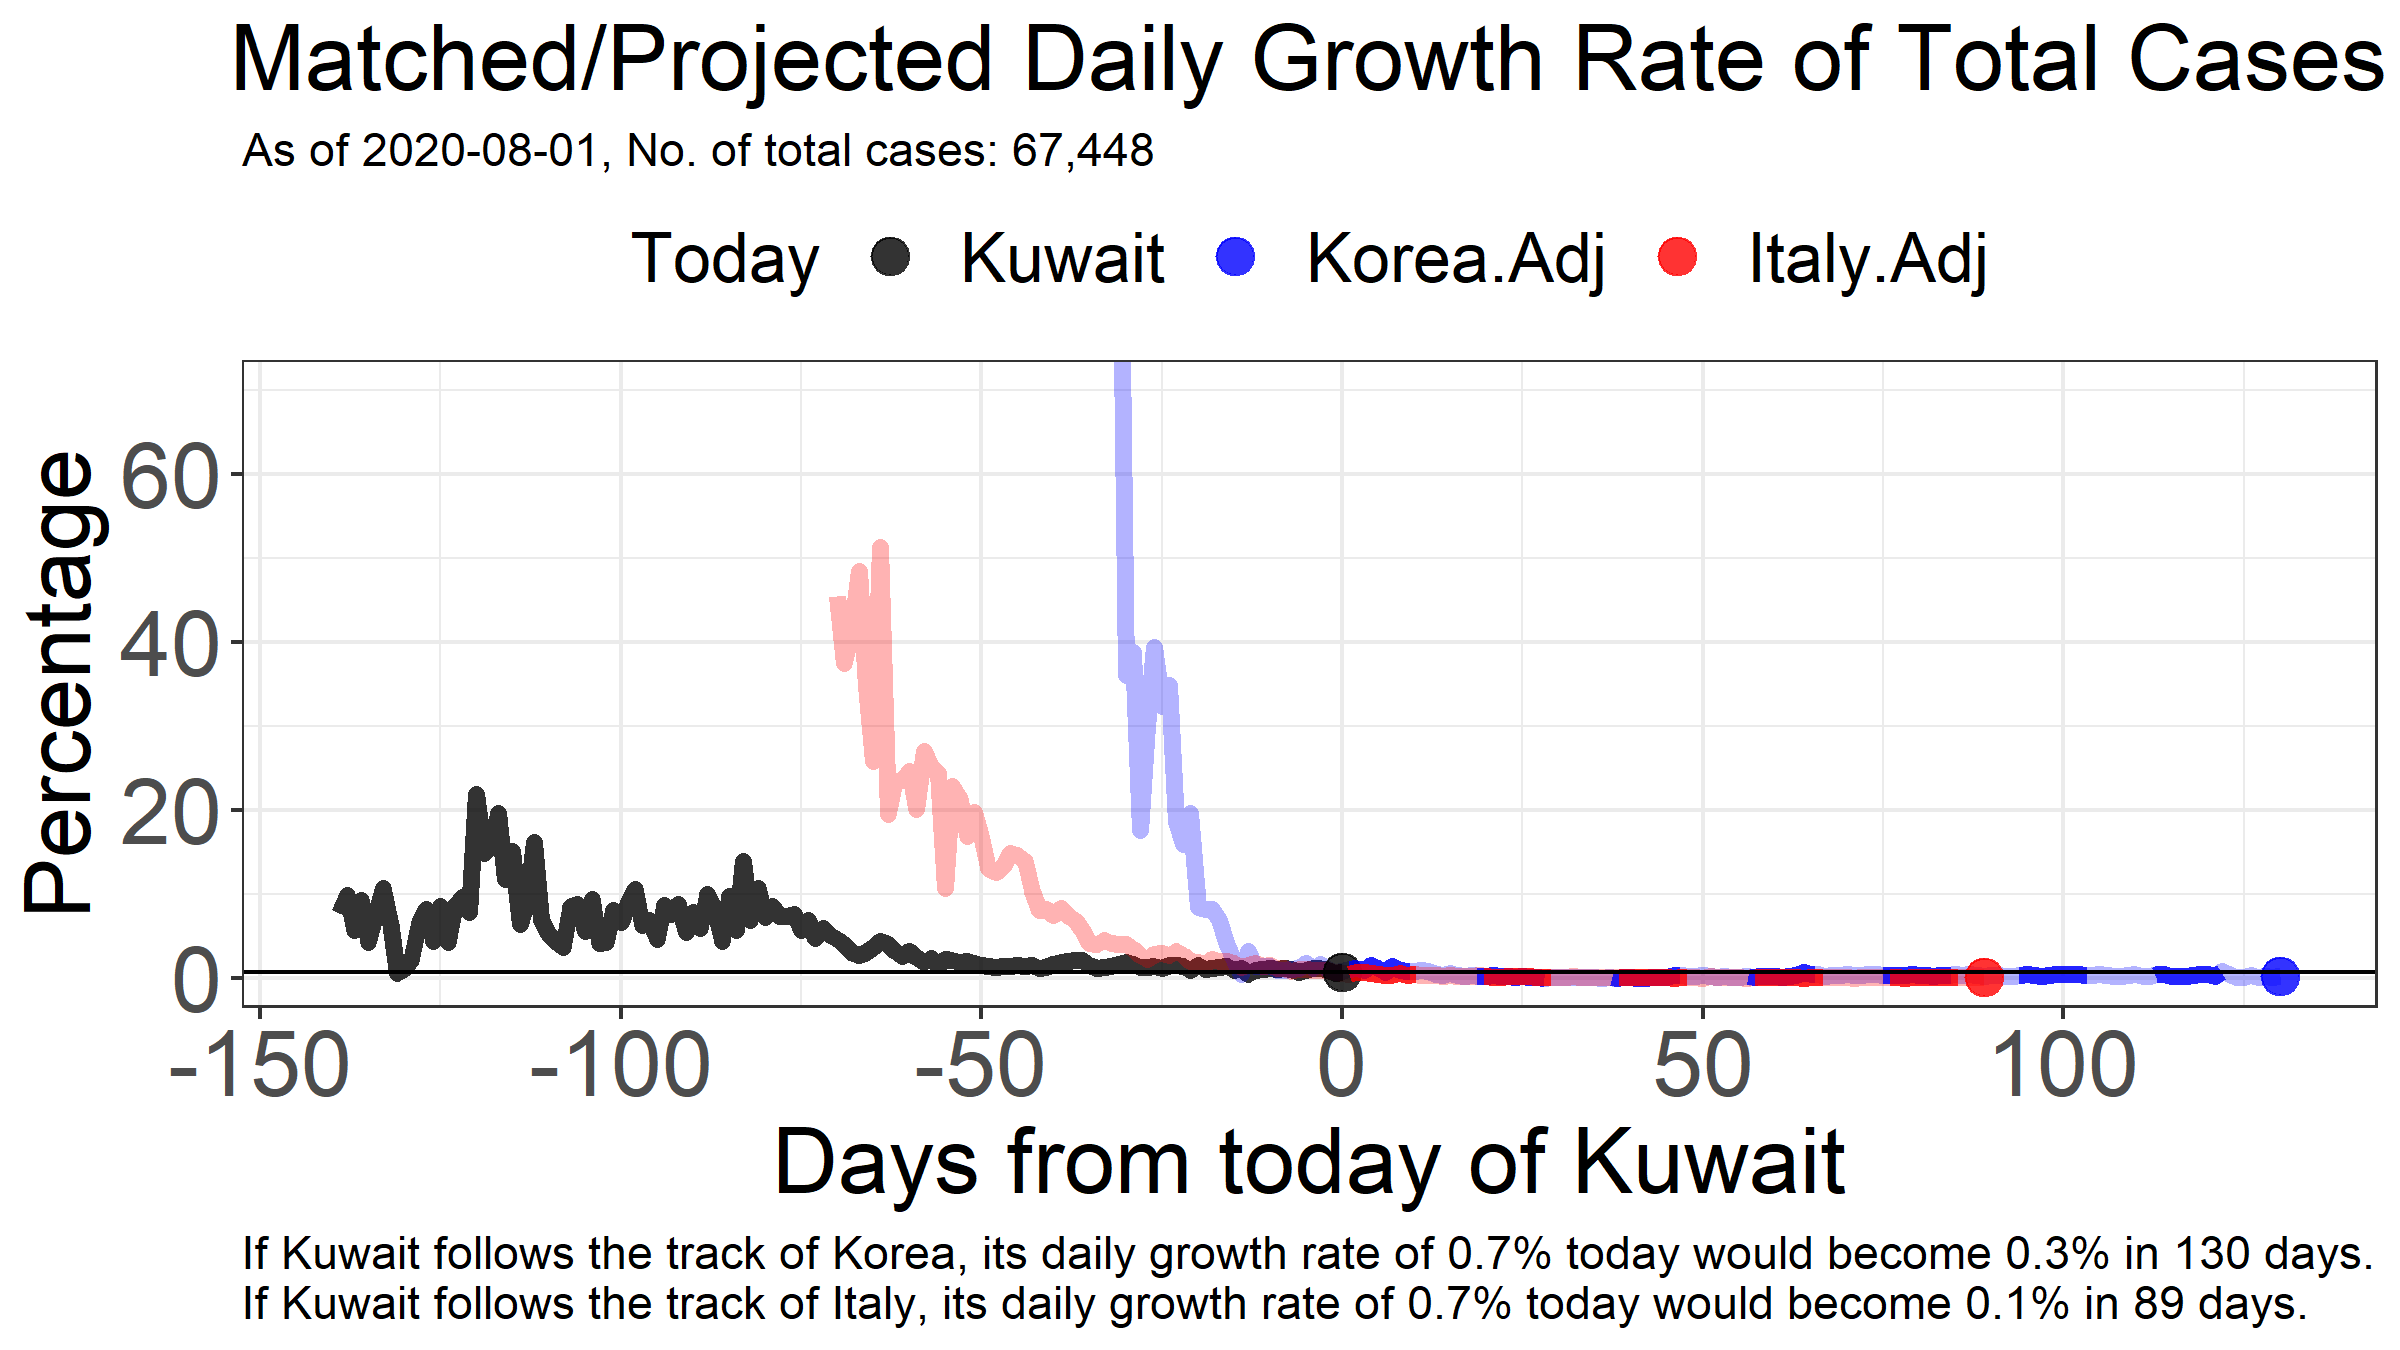 Matched/Projected Daily Growth Rate of Total Cases
As of 2020-08-01, No. of total cases: 67,448
Today Kuwait Korea.Adj Italy.Adj
Percentage
60
40
20
0
-150 -100 -50 0 50 100
Days from today of Kuwait
If Kuwait follows the track of Korea, its daily growth rate of 0.7% today would become 0.3% in 130 days.
If Kuwait follows the track of Italy, its daily growth rate of 0.7% today would become 0.1% in 89 days.